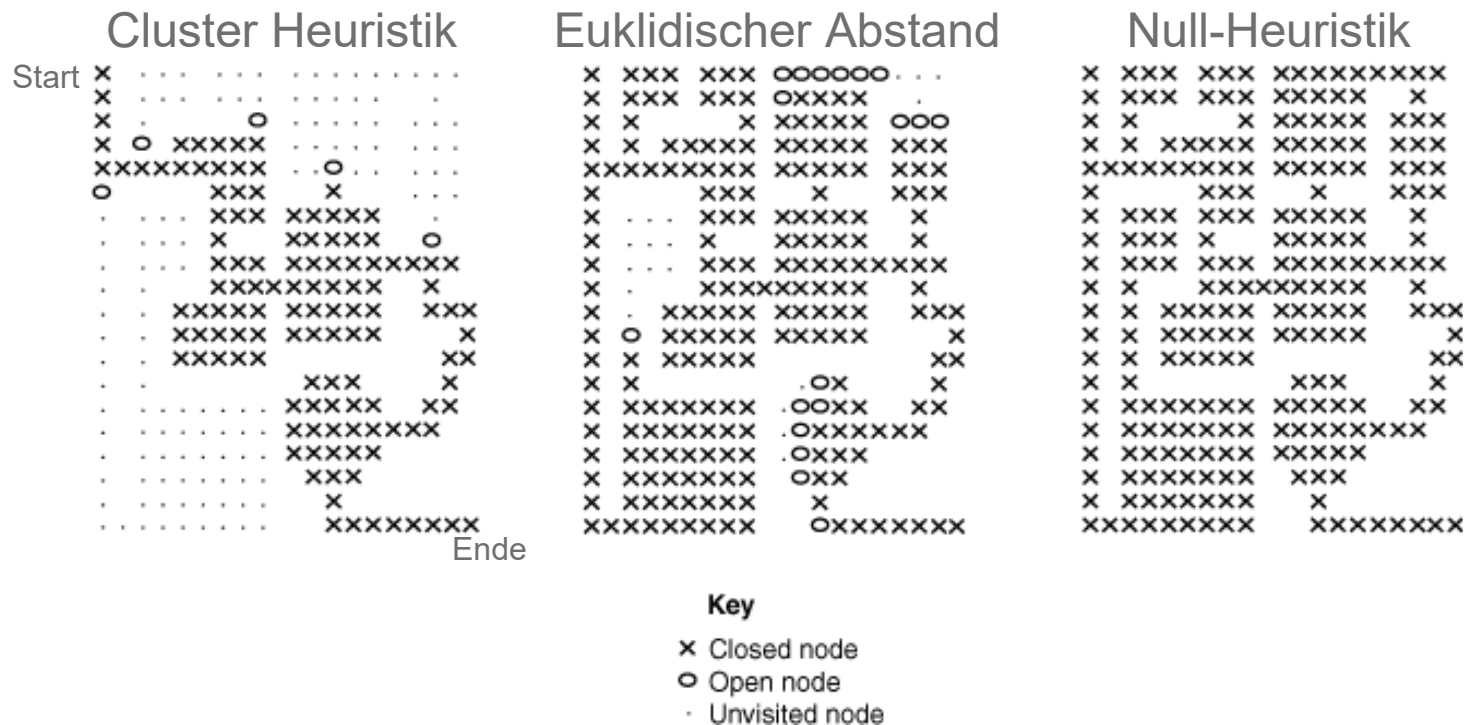 Cluster Heuristik
Euklidischer Abstand
Null-Heuristik
Start
Ende
Key
x Closed node
o Open node
. Unvisited node